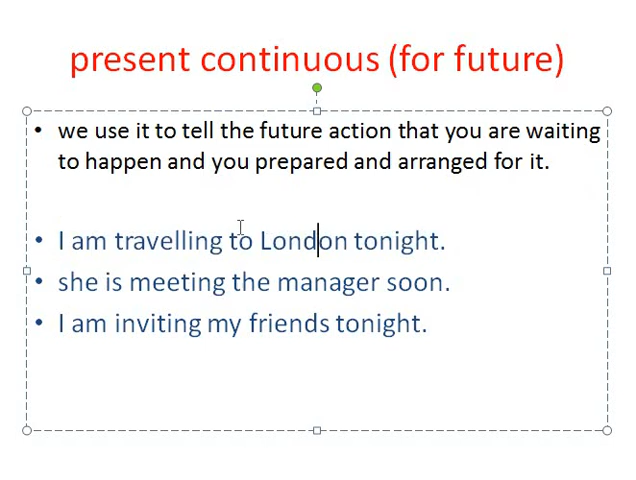 present continuous (for future)
• we use it to tell the future action that you are waiting
to happen and you prepared and arranged for it.
• I am travelling to London tonight.
• she is meeting the manager soon.
• I am inviting my friends tonight.